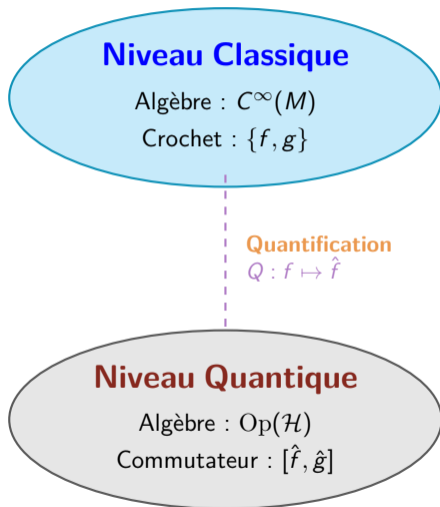 Niveau Classique
Algèbre : C^∞(M)
Crochet : {f, g}
Quantification
Q : f ↦ f̂
Niveau Quantique
Algèbre : Op(ℋ)
Commutateur : [f̂, ĝ]